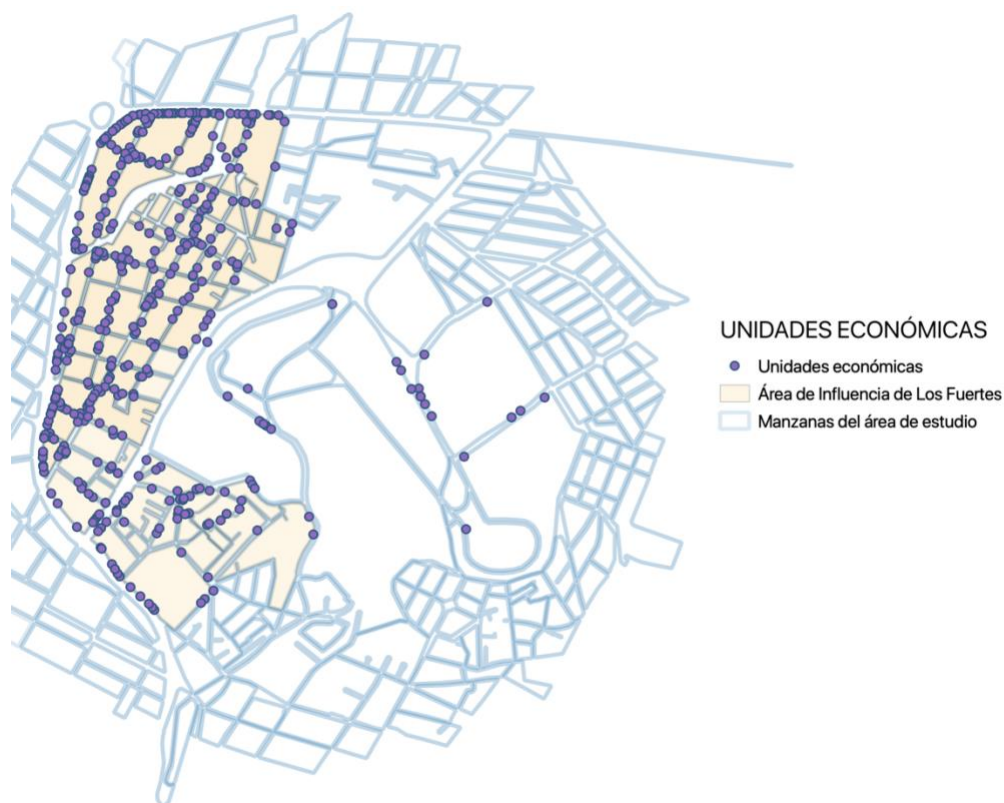 UNIDADES ECONÓMICAS
Unidades económicas
Área de Influencia de Los Fuertes
Manzanas del área de estudio